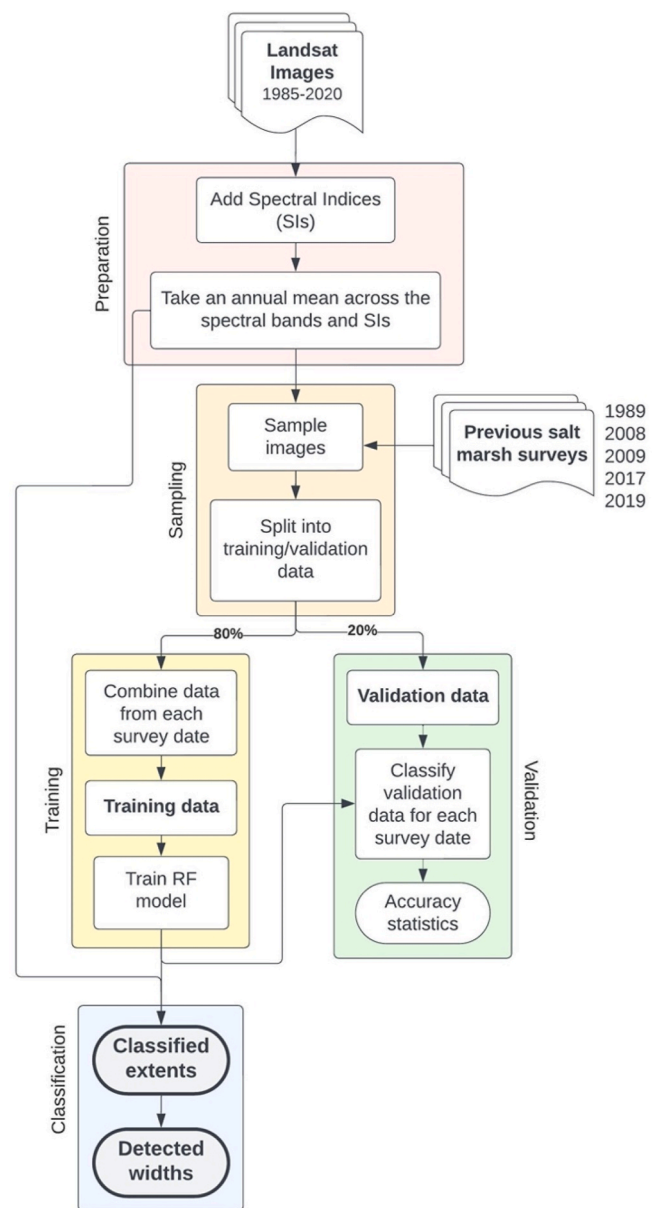 Landsat
Images
1985-2020
Preparation
Add Spectral Indices
(SIs)
Take an annual mean across the
spectral bands and SIs
Sampling
Sample
images
Previous salt
marsh surveys
1989
2008
2009
2017
2019
Split into
training/validation
data
80%
20%
Training
Combine data
from each
survey date
Training data
Train RF
model
Validation
Validation data
Classify
validation
data for each
survey date
Accuracy
statistics
Classification
Classified
extents
Detected
widths